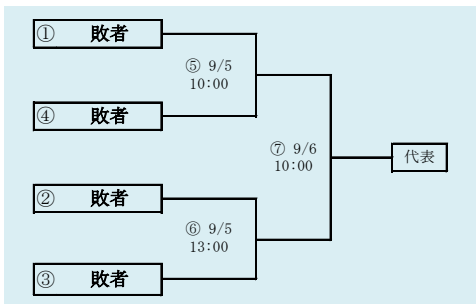 ① 敗者
⑤ 9/5
10:00
④ 敗者
⑦ 9/6
10:00
代表
② 敗者
⑥ 9/5
13:00
③ 敗者